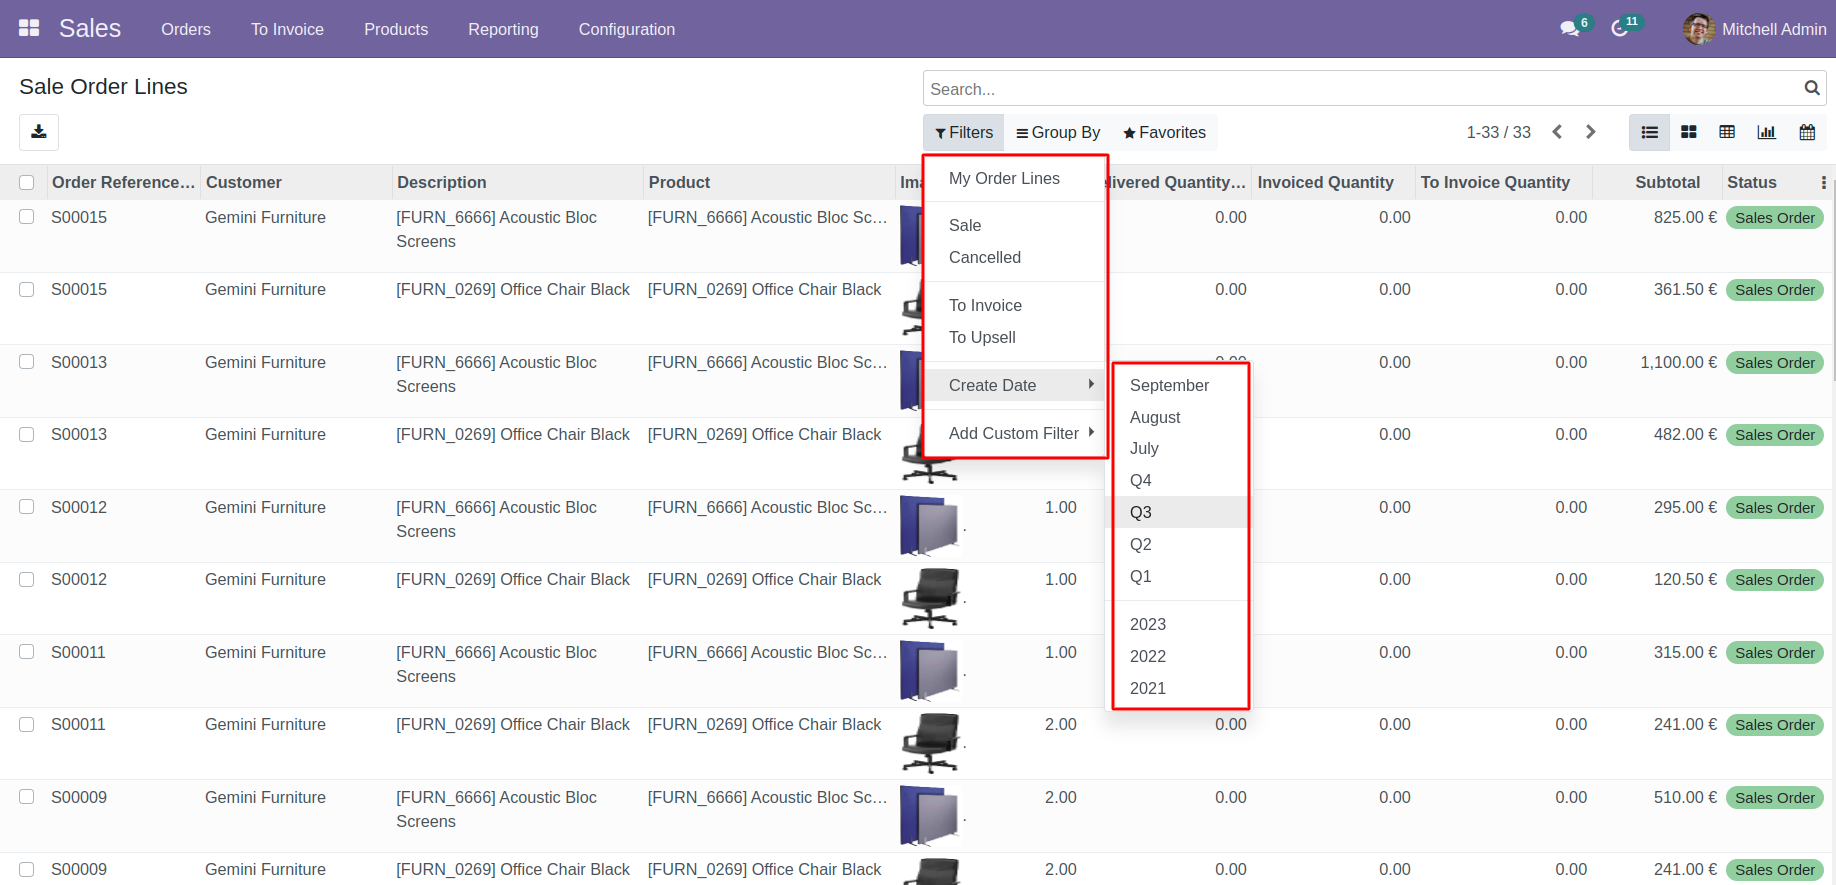 Sales Orders To Invoice Products Reporting Configuration 6 11 Mitchell Admin
Sale Order Lines
Search...
Filters Group By Favorites 1-33 / 33
Order Reference... Customer Description Product Ima livered Quantity... Invoiced Quantity To Invoice Quantity Subtotal Status
S00015 Gemini Furniture [FURN_6666] Acoustic Bloc Screens [FURN_6666] Acoustic Bloc Sc... 0.00 0.00 0.00 825.00 € Sales Order
S00015 Gemini Furniture [FURN_0269] Office Chair Black [FURN_0269] Office Chair Black 0.00 0.00 0.00 361.50 € Sales Order
S00013 Gemini Furniture [FURN_6666] Acoustic Bloc Screens [FURN_6666] Acoustic Bloc Sc... 0.00 0.00 0.00 1,100.00 € Sales Order
S00013 Gemini Furniture [FURN_0269] Office Chair Black [FURN_0269] Office Chair Black 0.00 0.00 482.00 € Sales Order
S00012 Gemini Furniture [FURN_6666] Acoustic Bloc Screens [FURN_6666] Acoustic Bloc Sc... 1.00 0.00 0.00 295.00 € Sales Order
S00012 Gemini Furniture [FURN_0269] Office Chair Black [FURN_0269] Office Chair Black 1.00 0.00 0.00 120.50 € Sales Order
S00011 Gemini Furniture [FURN_6666] Acoustic Bloc Screens [FURN_6666] Acoustic Bloc Sc... 1.00 0.00 0.00 315.00 € Sales Order
S00011 Gemini Furniture [FURN_0269] Office Chair Black [FURN_0269] Office Chair Black 2.00 0.00 0.00 0.00 241.00 € Sales Order
S00009 Gemini Furniture [FURN_6666] Acoustic Bloc Screens [FURN_6666] Acoustic Bloc Sc... 2.00 0.00 0.00 0.00 510.00 € Sales Order
S00009 Gemini Furniture [FURN_0269] Office Chair Black [FURN_0269] Office Chair Black 2.00 0.00 0.00 0.00 241.00 € Sales Order
My Order Lines
Sale
Cancelled
To Invoice
To Upsell
Create Date
Add Custom Filter
September
August
July
Q4
Q3
Q2
Q1
2023
2022
2021